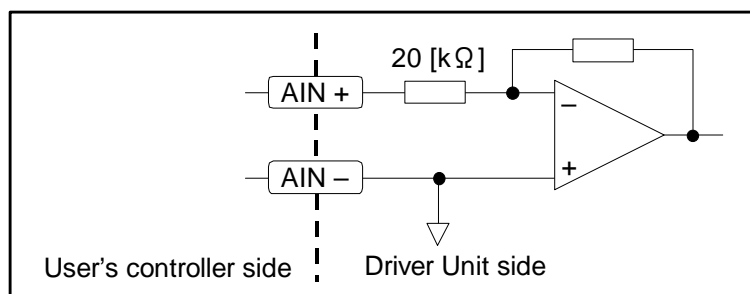 20 [kΩ]
AIN +
–
+
AIN –
User's controller side
Driver Unit side